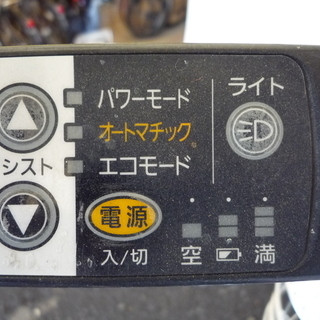 パワーモード
オートマチック
エコモード
ライト
シスト
電源
入/切
空 満